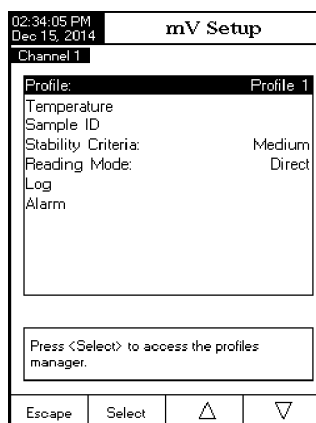 02:34:05 PM
Dec 15, 2014
mV Setup
Channel 1
Profile: Profile 1
Temperature
Sample ID
Stability Criteria: Medium
Reading Mode: Direct
Log
Alarm
Press <Select> to access the profiles
manager.
Escape Select